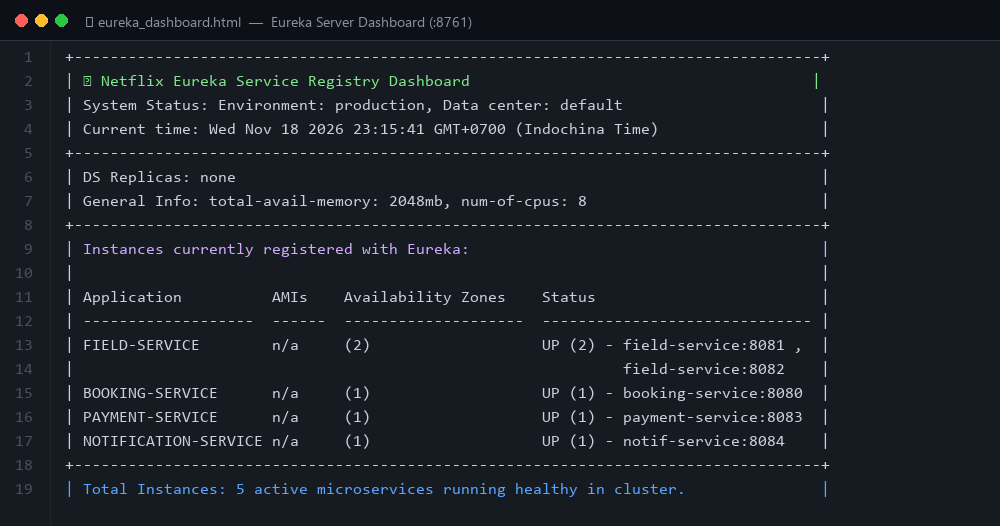 eureka_dashboard.html — Eureka Server Dashboard (:8761)
1 +-----------------------------------------------------------------------------------+
2 | Netflix Eureka Service Registry Dashboard |
3 | System Status: Environment: production, Data center: default |
4 | Current time: Wed Nov 18 2026 23:15:41 GMT+0700 (Indochina Time) |
5 +-----------------------------------------------------------------------------------+
6 | DS Replicas: none |
7 | General Info: total-avail-memory: 2048mb, num-of-cpus: 8 |
8 +-----------------------------------------------------------------------------------+
9 | Instances currently registered with Eureka: |
10 | |
11 | Application AMIs Availability Zones Status |
12 | ------------------- ------ -------------------- ------------------------------ |
13 | FIELD-SERVICE n/a (2) UP (2) - field-service:8081 , |
14 | field-service:8082 |
15 | BOOKING-SERVICE n/a (1) UP (1) - booking-service:8080 |
16 | PAYMENT-SERVICE n/a (1) UP (1) - payment-service:8083 |
17 | NOTIFICATION-SERVICE n/a (1) UP (1) - notif-service:8084 |
18 +-----------------------------------------------------------------------------------+
19 | Total Instances: 5 active microservices running healthy in cluster. |